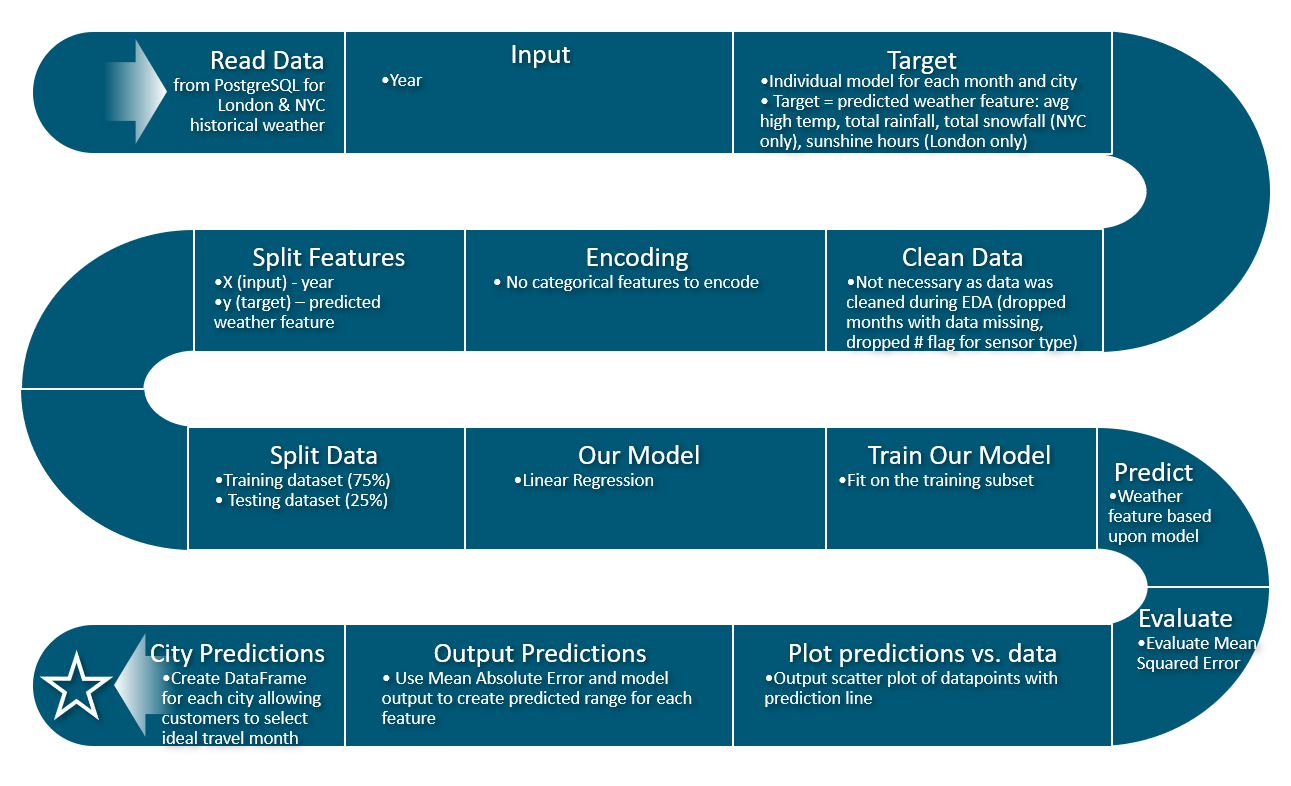 Read Data
from PostgreSQL for
London & NYC
historical weather
Input
•Year
Target
•Individual model for each month and city
• Target = predicted weather feature: avg
high temp, total rainfall, total snowfall (NYC
only), sunshine hours (London only)
Clean Data
•Not necessary as data was
cleaned during EDA (dropped
months with data missing,
dropped # flag for sensor type)
Encoding
• No categorical features to encode
Split Features
•X (input) - year
•y (target) – predicted
weather feature
Split Data
•Training dataset (75%)
• Testing dataset (25%)
Our Model
•Linear Regression
Train Our Model
•Fit on the training subset
Predict
•Weather
feature based
upon model
Evaluate
•Evaluate Mean
Squared Error
Plot predictions vs. data
•Output scatter plot of datapoints with
prediction line
Output Predictions
• Use Mean Absolute Error and model
output to create predicted range for each
feature
City Predictions
•Create DataFrame
for each city allowing
customers to select
ideal travel month